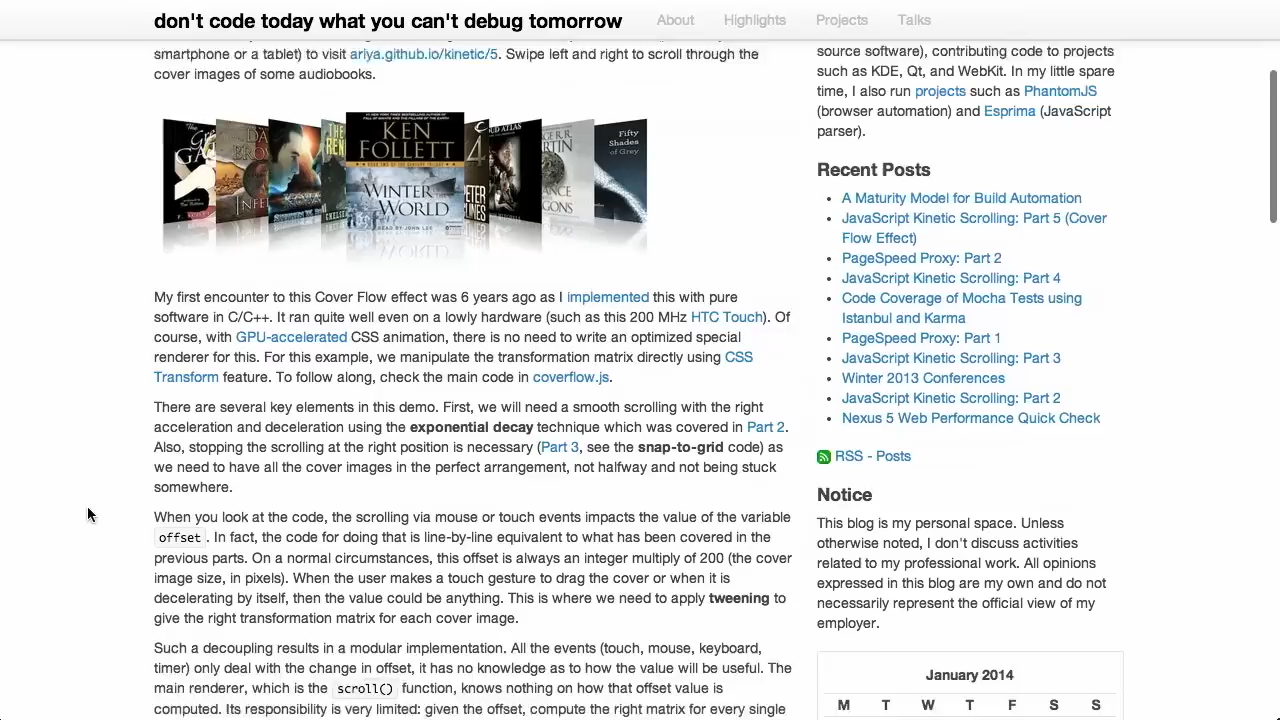 don't code today what you can't debug tomorrow
About Highlights Projects Talks
smartphone or a tablet) to visit ariya.github.io/kinetic/5. Swipe left and right to scroll through the
cover images of some audiobooks.
KEN
FOLLETT
WINTER
WORLD
READ BY JOHN LEE
Fifty
Shades
of Grey
My first encounter to this Cover Flow effect was 6 years ago as I implemented this with pure
software in C/C++. It ran quite well even on a lowly hardware (such as this 200 MHz HTC Touch). Of
course, with GPU-accelerated CSS animation, there is no need to write an optimized special
renderer for this. For this example, we manipulate the transformation matrix directly using CSS
Transform feature. To follow along, check the main code in coverflow.js.
There are several key elements in this demo. First, we will need a smooth scrolling with the right
acceleration and deceleration using the exponential decay technique which was covered in Part 2.
Also, stopping the scrolling at the right position is necessary (Part 3, see the snap-to-grid code) as
we need to have all the cover images in the perfect arrangement, not halfway and not being stuck
somewhere.
When you look at the code, the scrolling via mouse or touch events impacts the value of the variable
offset. In fact, the code for doing that is line-by-line equivalent to what has been covered in the
previous parts. On a normal circumstances, this offset is always an integer multiply of 200 (the cover
image size, in pixels). When the user makes a touch gesture to drag the cover or when it is
decelerating by itself, then the value could be anything. This is where we need to apply tweening to
give the right transformation matrix for each cover image.
Such a decoupling results in a modular implementation. All the events (touch, mouse, keyboard,
timer) only deal with the change in offset, it has no knowledge as to how the value will be useful. The
main renderer, which is the scroll() function, knows nothing on how that offset value is
computed. Its responsibility is very limited: given the offset, compute the right matrix for every single
source software), contributing code to projects
such as KDE, Qt, and WebKit. In my little spare
time, I also run projects such as PhantomJS
(browser automation) and Esprima (JavaScript
parser).
Recent Posts
A Maturity Model for Build Automation
JavaScript Kinetic Scrolling: Part 5 (Cover
Flow Effect)
PageSpeed Proxy: Part 2
JavaScript Kinetic Scrolling: Part 4
Code Coverage of Mocha Tests using
Istanbul and Karma
PageSpeed Proxy: Part 1
JavaScript Kinetic Scrolling: Part 3
Winter 2013 Conferences
JavaScript Kinetic Scrolling: Part 2
Nexus 5 Web Performance Quick Check
RSS - Posts
Notice
This blog is my personal space. Unless
otherwise noted, I don't discuss activities
related to my professional work. All opinions
expressed in this blog are my own and do not
necessarily represent the official view of my
employer.
January 2014
M T W T F S S